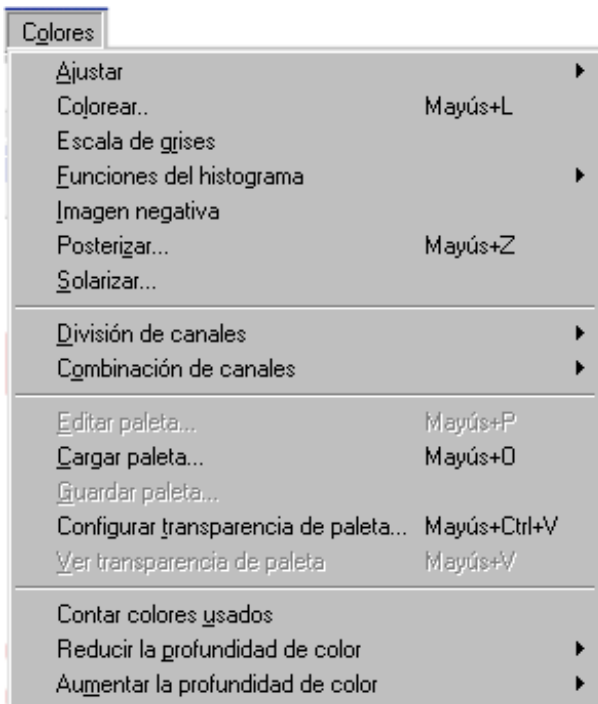 Colores
Ajustar
Colorear.. Mayús+L
Escala de grises
Funciones del histograma
Imagen negativa
Posterizar... Mayús+Z
Solarizar...
División de canales
Combinación de canales
Editar paleta... Mayús+P
Cargar paleta... Mayús+O
Guardar paleta...
Configurar transparencia de paleta... Mayús+Ctrl+V
Ver transparencia de paleta Mayús+V
Contar colores usados
Reducir la profundidad de color
Aumentar la profundidad de color